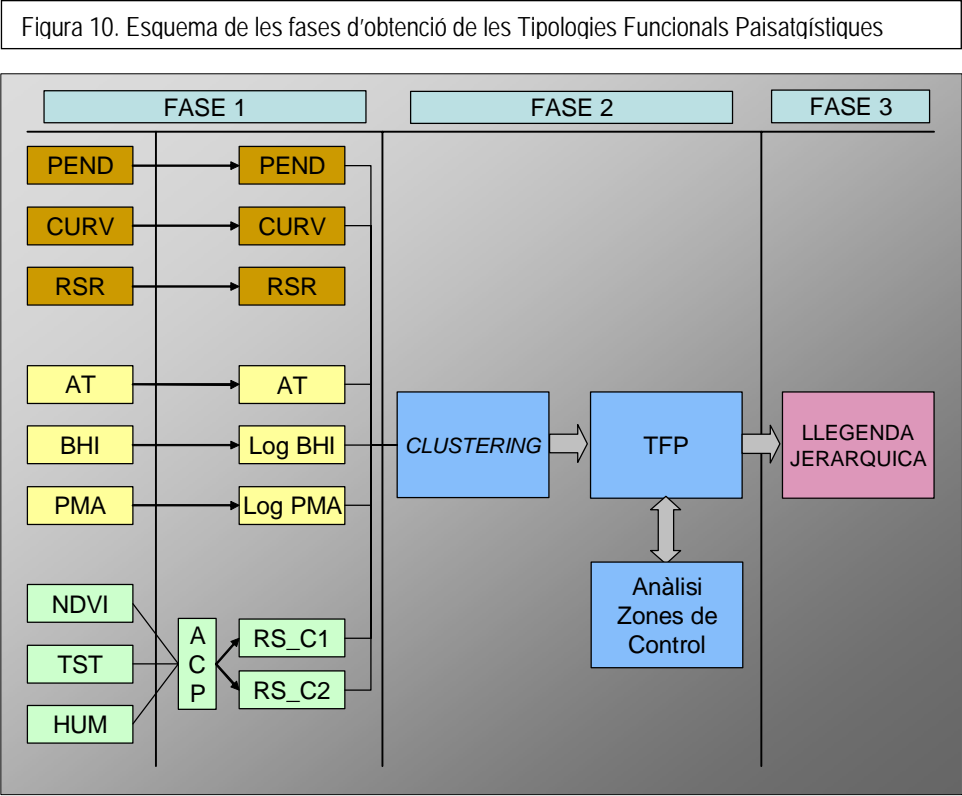 Figura 10. Esquema de les fases d'obtenció de les Tipologies Funcionals Paisatgístiques
FASE 1
FASE 2
FASE 3
PEND
PEND
CURV
CURV
RSR
RSR
AT
AT
BHI
Log BHI
PMA
Log PMA
NDVI
TST
HUM
A
C
P
RS_C1
RS_C2
CLUSTERING
TFP
Anàlisi
Zones de
Control
LLEGENDA
JERARQUICA